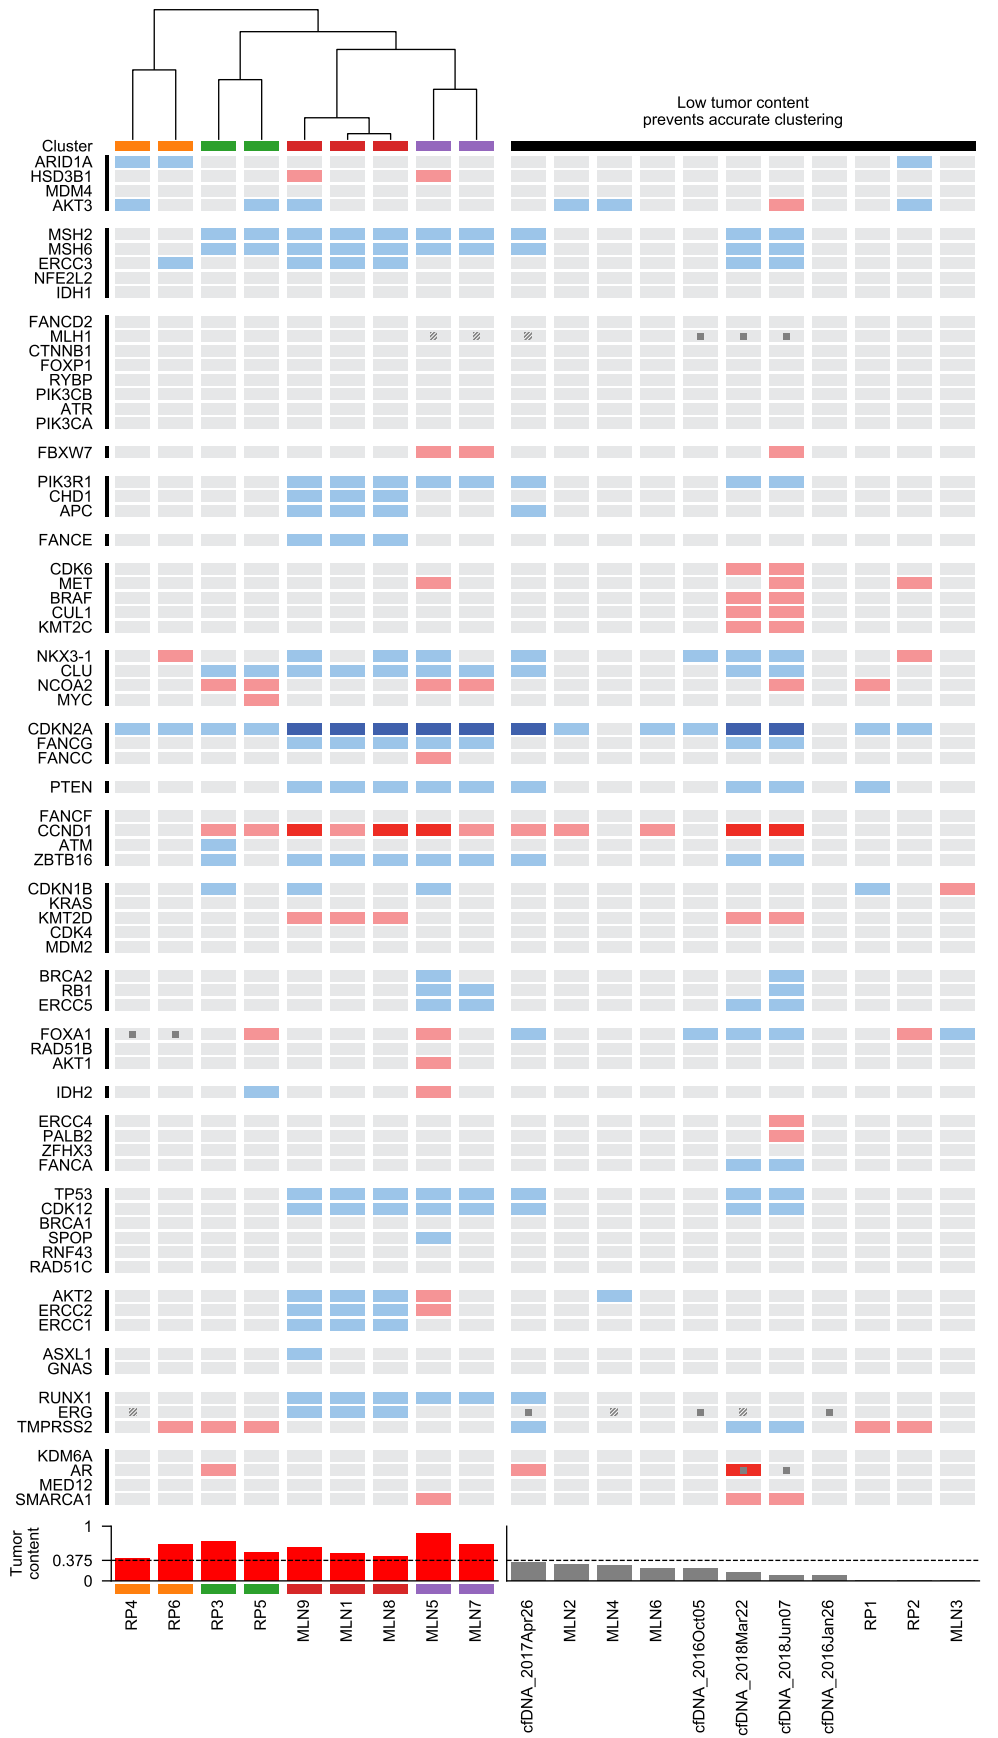 Low tumor content
prevents accurate clustering
Cluster
ARID1A
HSD3B1
MDM4
AKT3
MSH2
MSH6
ERCC3
NFE2L2
IDH1
FANCD2
MLH1
CTNNB1
FOXP1
RYBP
PIK3CB
ATR
PIK3CA
FBXW7
PIK3R1
CHD1
APC
FANCE
CDK6
MET
BRAF
CUL1
KMT2C
NKX3-1
CLU
NCOA2
MYC
CDKN2A
FANCG
FANCC
PTEN
FANCF
CCND1
ATM
ZBTB16
CDKN1B
KRAS
KMT2D
CDK4
MDM2
BRCA2
RB1
ERCC5
FOXA1
RAD51B
AKT1
IDH2
ERCC4
PALB2
ZFHX3
FANCA
TP53
CDK12
BRCA1
SPOP
RNF43
RAD51C
AKT2
ERCC2
ERCC1
ASXL1
GNAS
RUNX1
ERG
TMPRSS2
KDM6A
AR
MED12
SMARCA1
Tumor
content
1
0.375
0
RP4
RP6
RP3
RP5
MLN9
MLN1
MLN8
MLN5
MLN7
cfDNA_2017Apr26
MLN2
MLN4
MLN6
cfDNA_2016Oct05
cfDNA_2018Mar22
cfDNA_2018Jun07
cfDNA_2016Jan26
RP1
RP2
MLN3